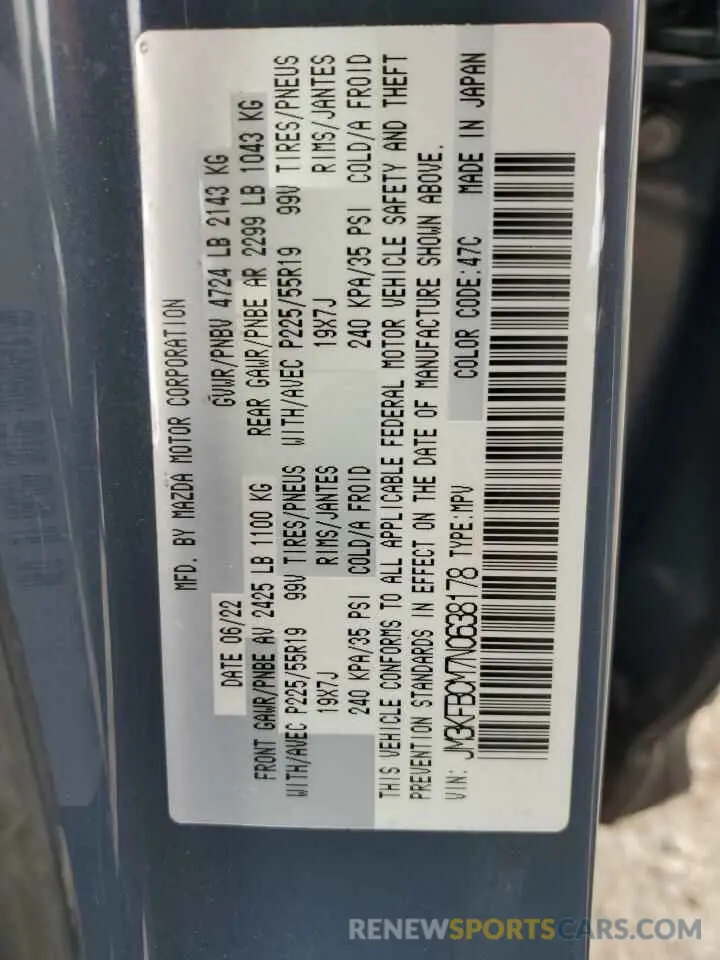 MFD. BY MAZDA MOTOR CORPORATION
DATE 06/22 GVWR/PNBV 4724 LB 2143 KG
FRONT GAWR/PNBE AV 2425 LB 1100 KG REAR GAWR/PNBE AR 2299 LB 1043 KG
WITH/AVEC P225/55R19 99V TIRES/PNEUS WITH/AVEC P225/55R19 99V TIRES/PNEUS
19X7J RIMS/JANTES 19X7J RIMS/JANTES
240 KPA/35 PSI COLD/A FROID 240 KPA/35 PSI COLD/A FROID
THIS VEHICLE CONFORMS TO ALL APPLICABLE FEDERAL MOTOR VEHICLE SAFETY AND THEFT
PREVENTION STANDARDS IN EFFECT ON THE DATE OF MANUFACTURE SHOWN ABOVE.
VIN: JM3KFBCM7N0638178 TYPE:MPV COLOR CODE:47C MADE IN JAPAN
RENEWSPORTSCARS.COM